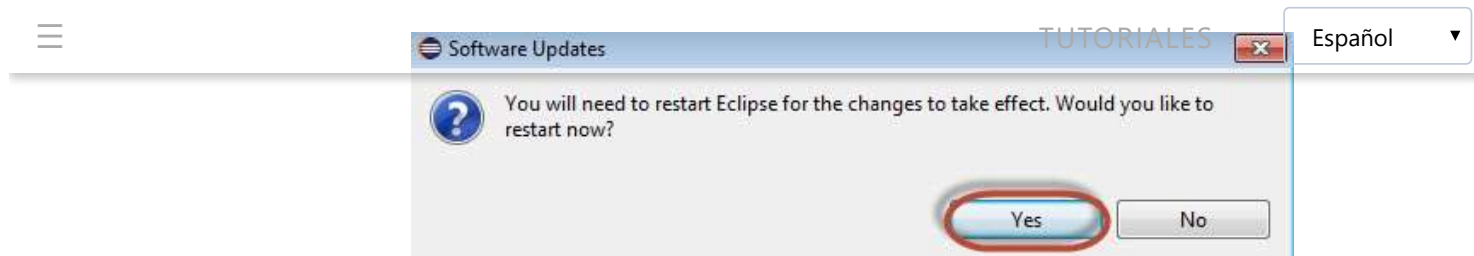 TUTORIALES
Español
Software Updates
You will need to restart Eclipse for the changes to take effect. Would you like to
restart now?
Yes
No